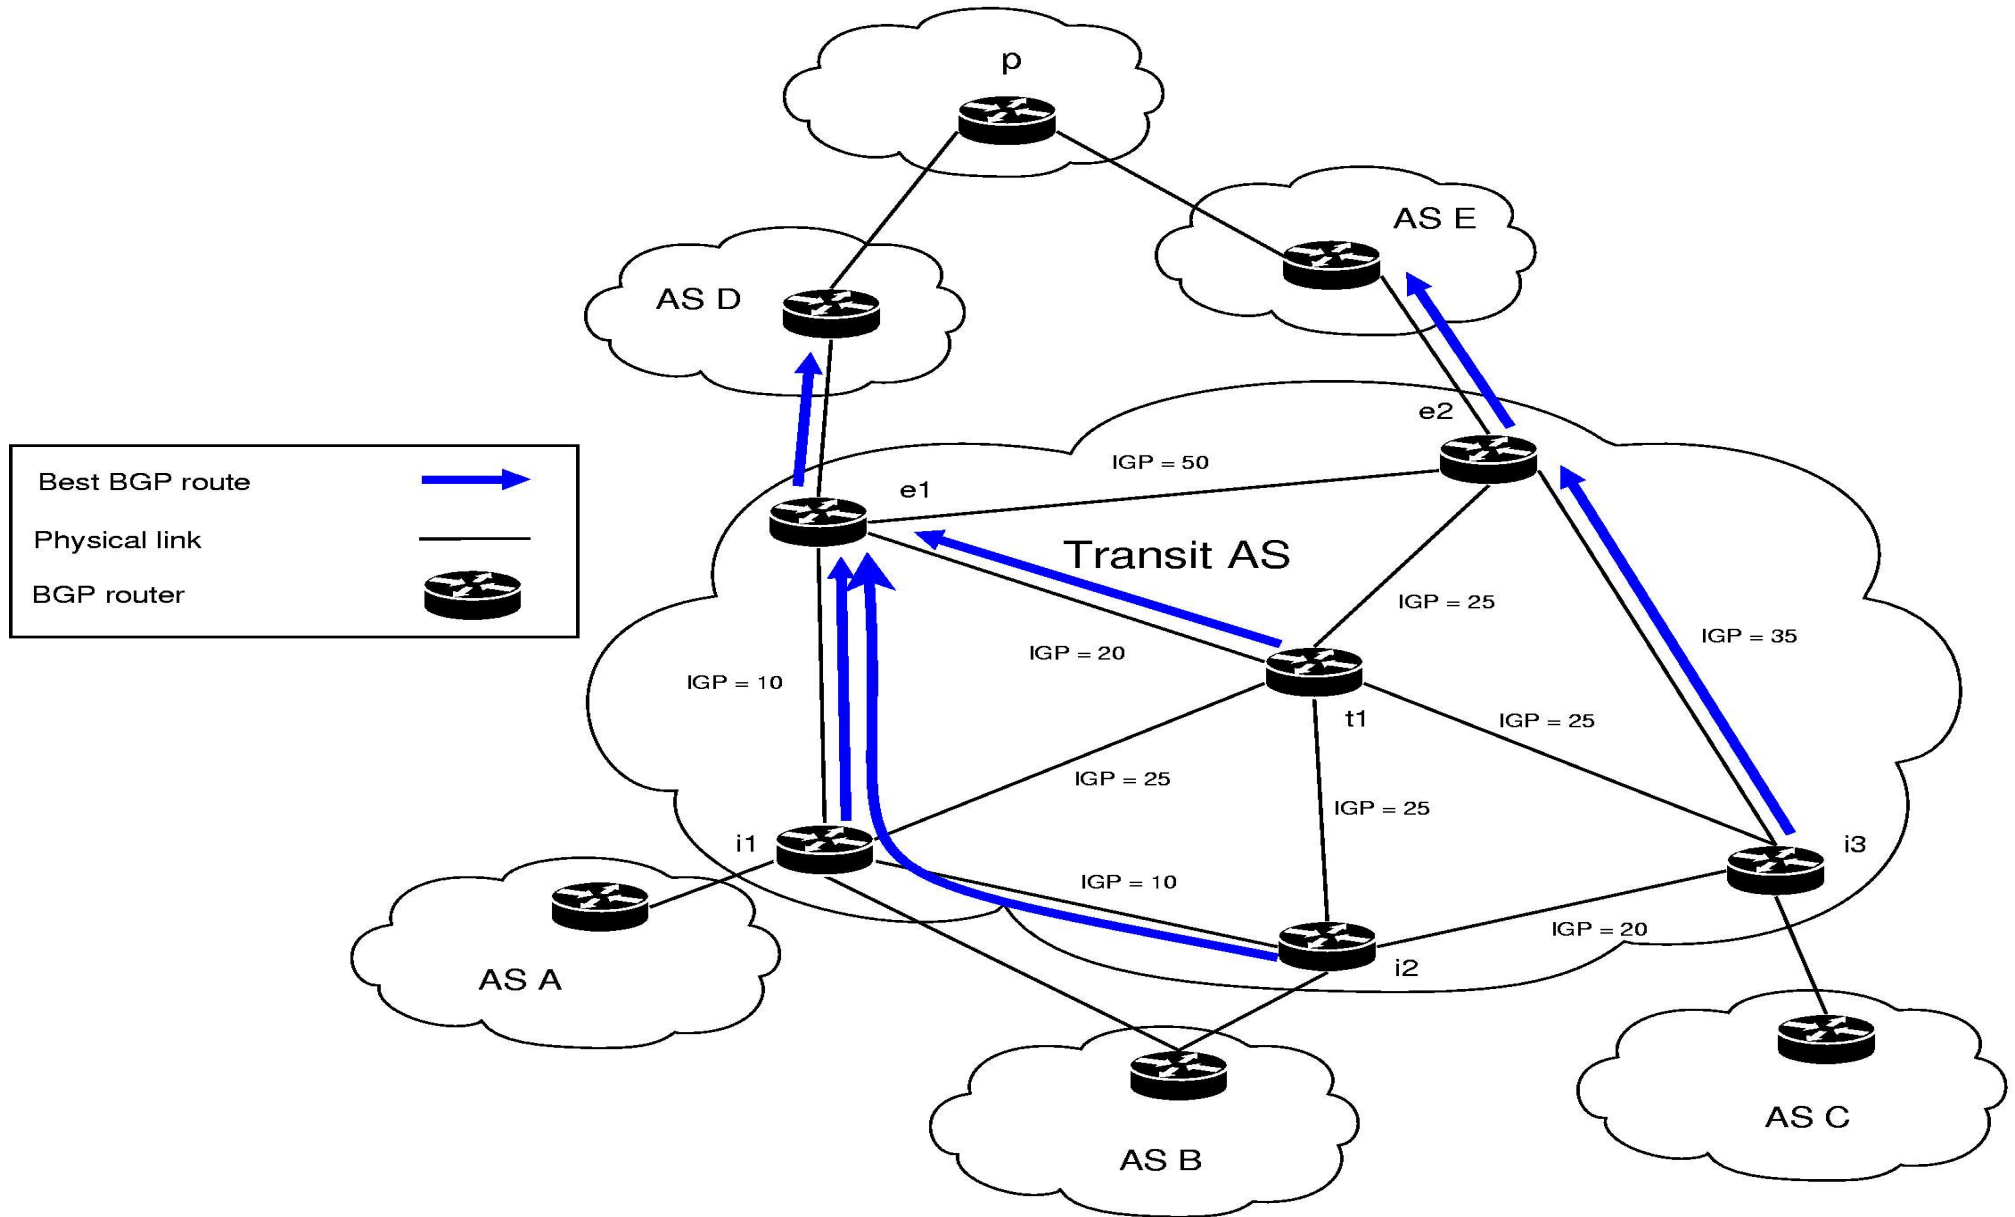 p
AS E
AS D
e2
IGP = 50
Best BGP route
e1
Transit AS
Physical link
IGP = 25
BGP router
IGP = 35
IGP = 20
IGP = 10
t1
IGP = 25
IGP = 25
IGP = 25
i1
i3
IGP = 10
IGP = 20
i2
AS A
AS C
AS B